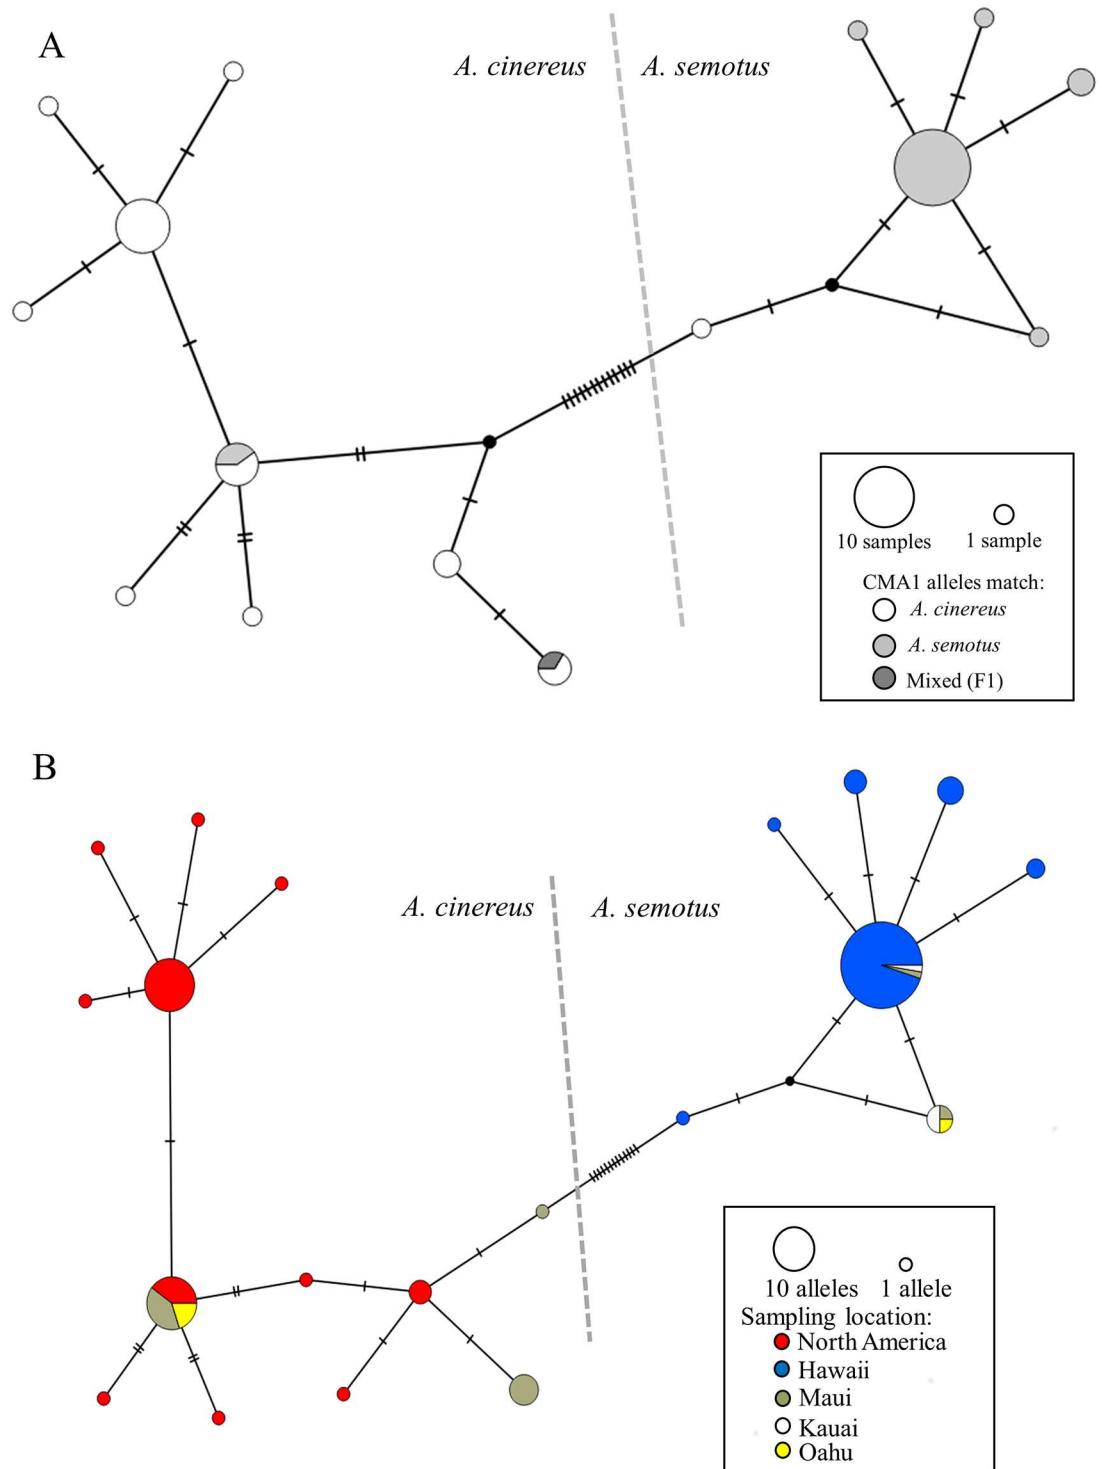 A
A. cinereus
A. semotus
10 samples
1 sample
CMA1 alleles match:
A. cinereus
A. semotus
Mixed (F1)
B
A. cinereus
A. semotus
10 alleles
1 allele
Sampling location:
North America
Hawaii
Maui
Kauai
Oahu